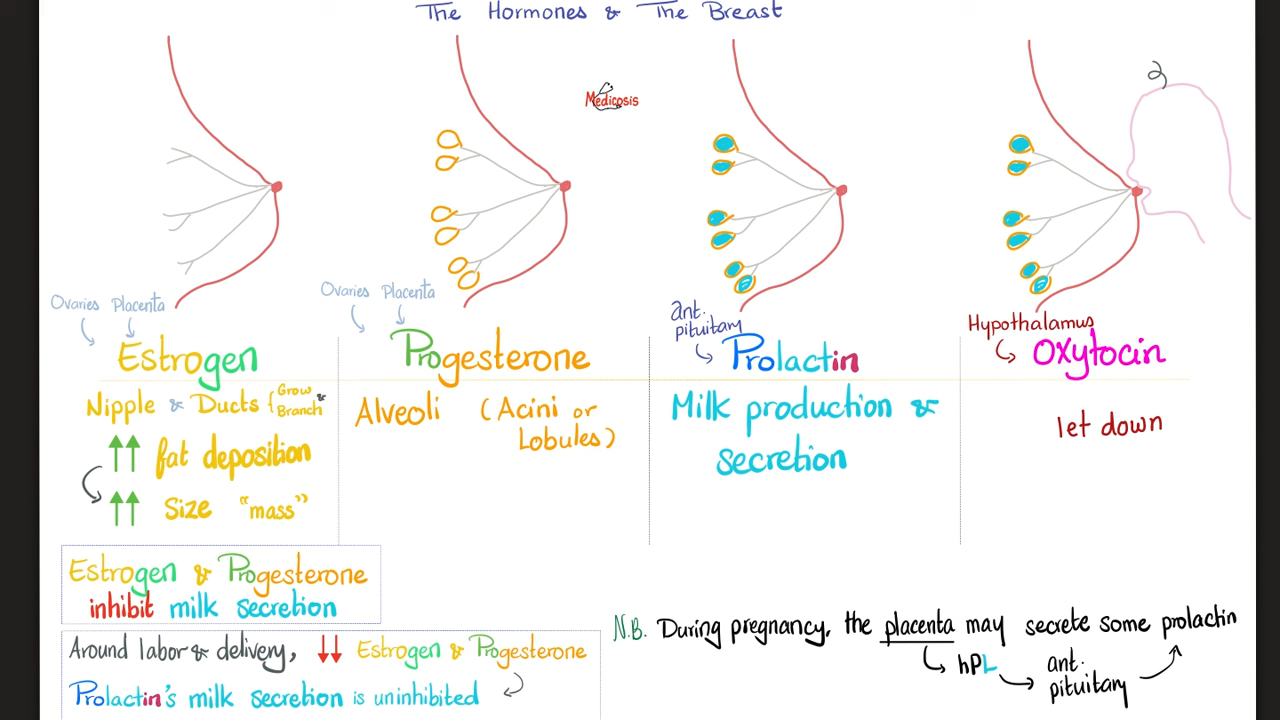 The Hormones & The Breast
Medicosis
Ovaries Placenta
Estrogen
Nipple & Ducts { Grow &
Branch
fat deposition
Size "mass"
Ovaries Placenta
Progesterone
Alveoli (Acini or
Lobules)
ant.
pituitary
Prolactin
Milk production &
secretion
Hypothalamus
Oxytocin
let down
Estrogen & Progesterone
inhibit milk secretion
Around labor & delivery, ↓↓ Estrogen & Progesterone
Prolactin's milk secretion is uninhibited
N.B. During pregnancy, the placenta may secrete some prolactin
hPL
ant.
pituitary